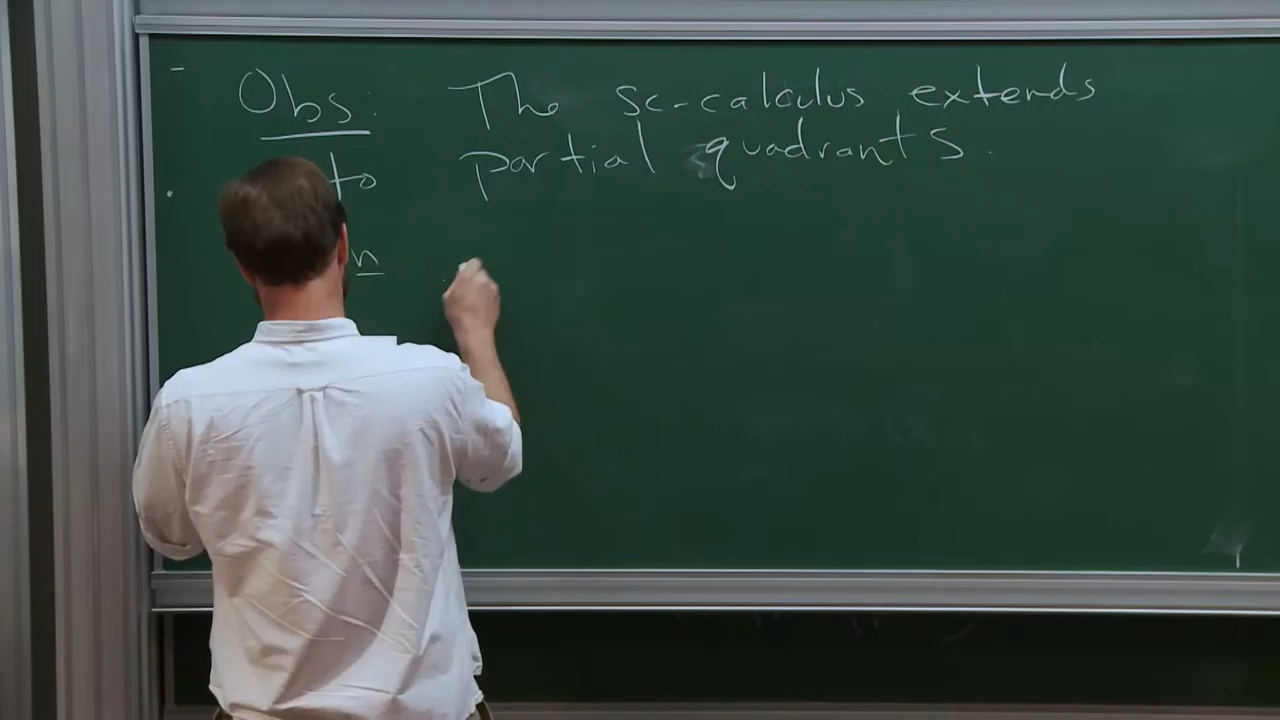 Obs: The sc-calculus extends
to partial quadrants.
n